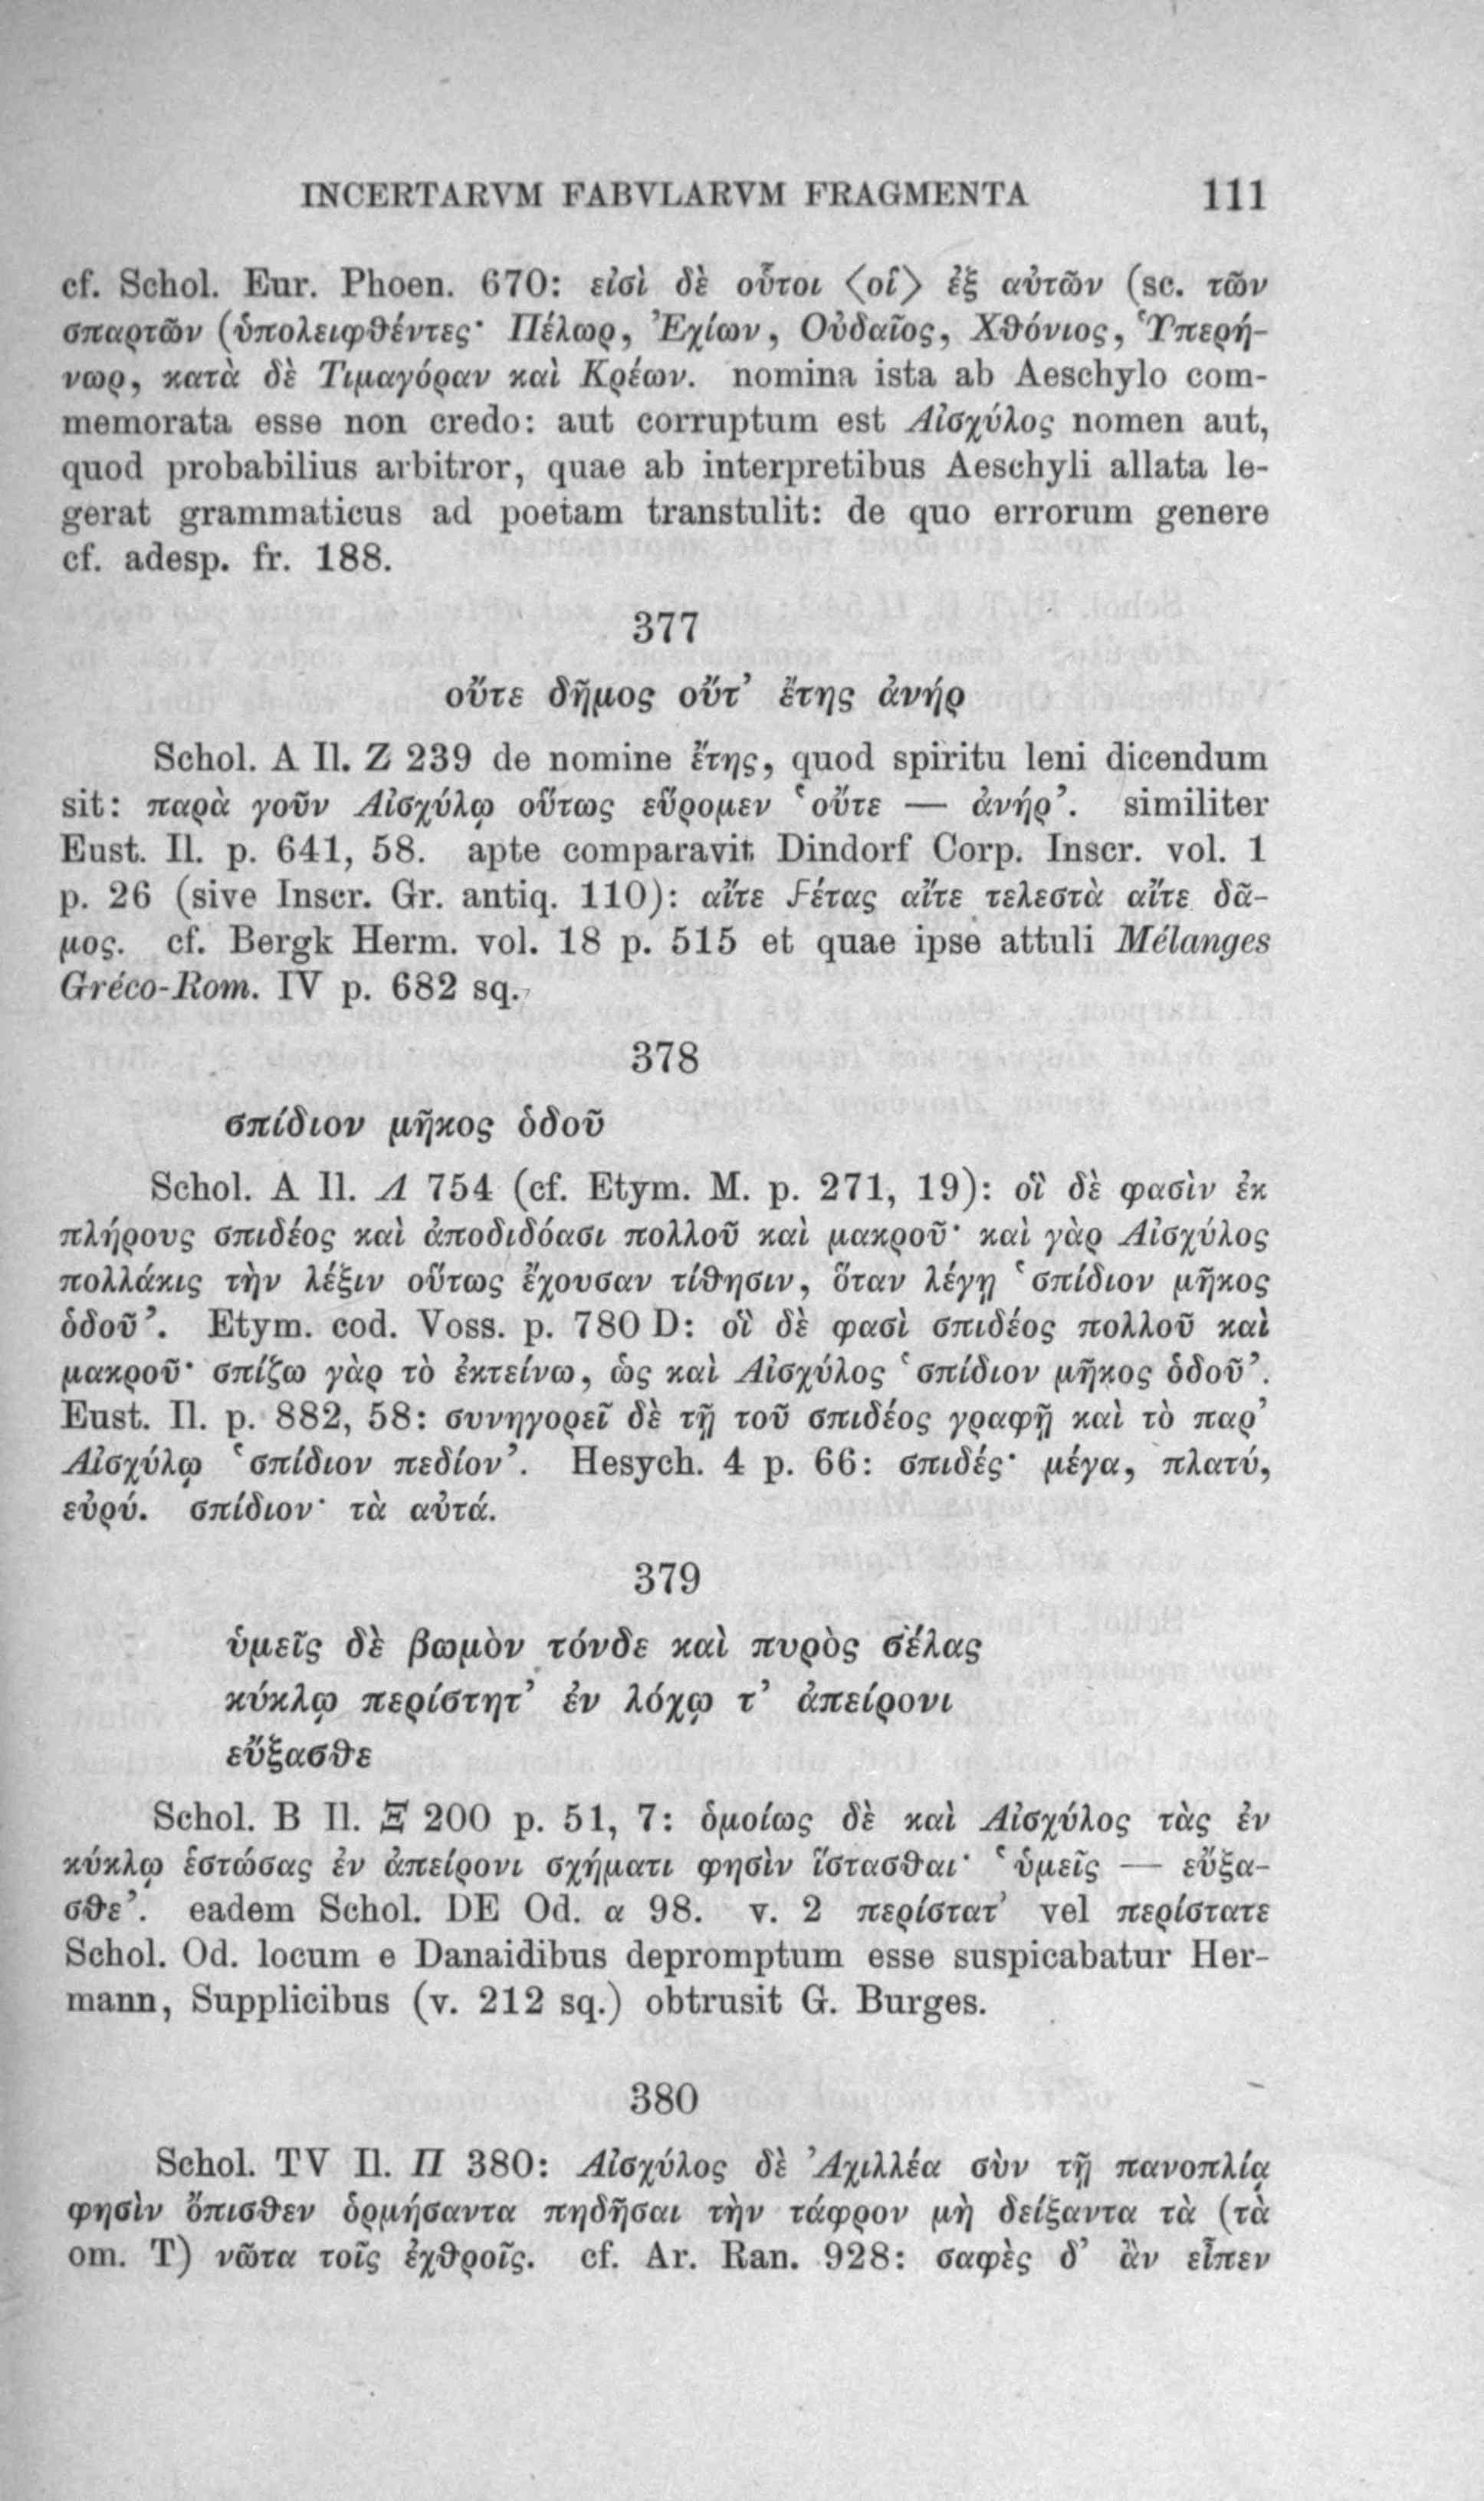 INCERTARVM FABVLARVM FRAGMENTA 111
cf. Schol. Eur. Phoen. 670: εἰσὶ δὲ οὗτοι ⟨οἱ⟩ ἐξ αὐτῶν (sc. τῶν
σπαρτῶν (ὑπολειφθέντες· Πέλωρ, Ἐχίων, Οὐδαῖος, Χθόνιος, Ὑπερή-
νωρ, κατὰ δὲ Τιμαγόραν καὶ Κρέων. nomina ista ab Aeschylo com-
memorata esse non credo: aut corruptum est Αἰσχύλος nomen aut,
quod probabilius arbitror, quae ab interpretibus Aeschyli allata le-
gerat grammaticus ad poetam transtulit: de quo errorum genere
cf. adesp. fr. 188.
377
οὔτε δῆμος οὔτ’ ἔτης ἀνήρ
Schol. A Il. Z 239 de nomine ἔτης, quod spiritu leni dicendum
sit: παρὰ γοῦν Αἰσχύλῳ οὕτως εὕρομεν ‘οὔτε — ἀνήρ’. similiter
Eust. Il. p. 641, 58. apte comparavit Dindorf Corp. Inscr. vol. 1
p. 26 (sive Inscr. Gr. antiq. 110): αἴτε ϝέτας αἴτε τελεστὰ αἴτε δᾶ-
μος. cf. Bergk Herm. vol. 18 p. 515 et quae ipse attuli Mélanges
Gréco-Rom. IV p. 682 sq.
378
σπίδιον μῆκος ὁδοῦ
Schol. A Il. Λ 754 (cf. Etym. M. p. 271, 19): οἳ δὲ φασὶν ἐκ
πλήρους σπιδέος καὶ ἀποδιδόασι πολλοῦ καὶ μακροῦ· καὶ γὰρ Αἰσχύλος
πολλάκις τὴν λέξιν οὕτως ἔχουσαν τίθησιν, ὅταν λέγῃ ‘σπίδιον μῆκος
ὁδοῦ’. Etym. cod. Voss. p. 780 D: οἳ δὲ φασὶ σπιδέος πολλοῦ καὶ
μακροῦ· σπίζω γὰρ τὸ ἐκτείνω, ὡς καὶ Αἰσχύλος ‘σπίδιον μῆκος ὁδοῦ’.
Eust. Il. p. 882, 58: συνηγορεῖ δὲ τῇ τοῦ σπιδέος γραφῇ καὶ τὸ παρ’
Αἰσχύλῳ ‘σπίδιον πεδίον’. Hesych. 4 p. 66: σπιδές· μέγα, πλατύ,
εὐρύ. σπίδιον· τὰ αὐτά.
379
ὑμεῖς δὲ βωμὸν τόνδε καὶ πυρὸς σέλας
κύκλῳ περίστητ’ ἐν λόχῳ τ’ ἀπείρονι
εὔξασθε
Schol. B Il. Ξ 200 p. 51, 7: ὁμοίως δὲ καὶ Αἰσχύλος τὰς ἐν
κύκλῳ ἑστώσας ἐν ἀπείρονι σχήματι φησὶν ἵστασθαι· ‘ὑμεῖς — εὔξα-
σθε’. eadem Schol. DE Od. α 98. v. 2 περίστατ’ vel περίστατε
Schol. Od. locum e Danaidibus depromptum esse suspicabatur Her-
mann, Supplicibus (v. 212 sq.) obtrusit G. Burges.
380
Schol. TV Il. Π 380: Αἰσχύλος δὲ Ἀχιλλέα σὺν τῇ πανοπλίᾳ
φησὶν ὄπισθεν ὁρμήσαντα πηδῆσαι τὴν τάφρον μὴ δείξαντα τὰ (τὰ
om. T) νῶτα τοῖς ἐχθροῖς. cf. Ar. Ran. 928: σαφὲς δ’ ἂν εἶπεν